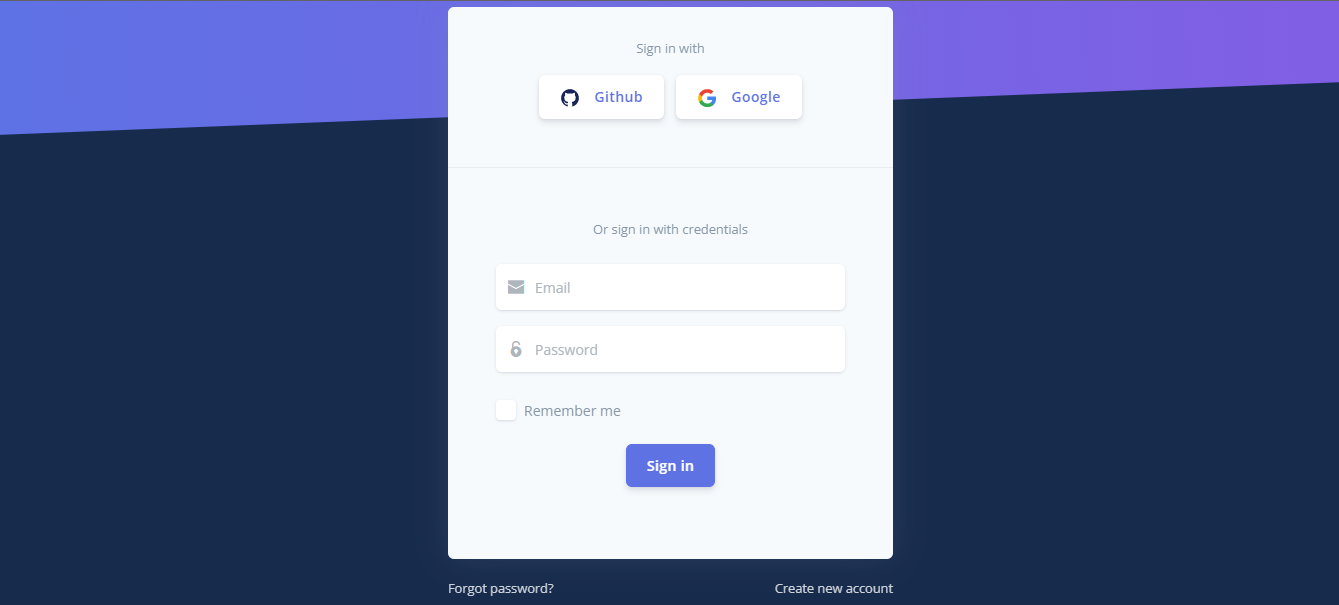 Sign in with
Github Google
Or sign in with credentials
Email
Password
Remember me
Sign in
Forgot password? Create new account